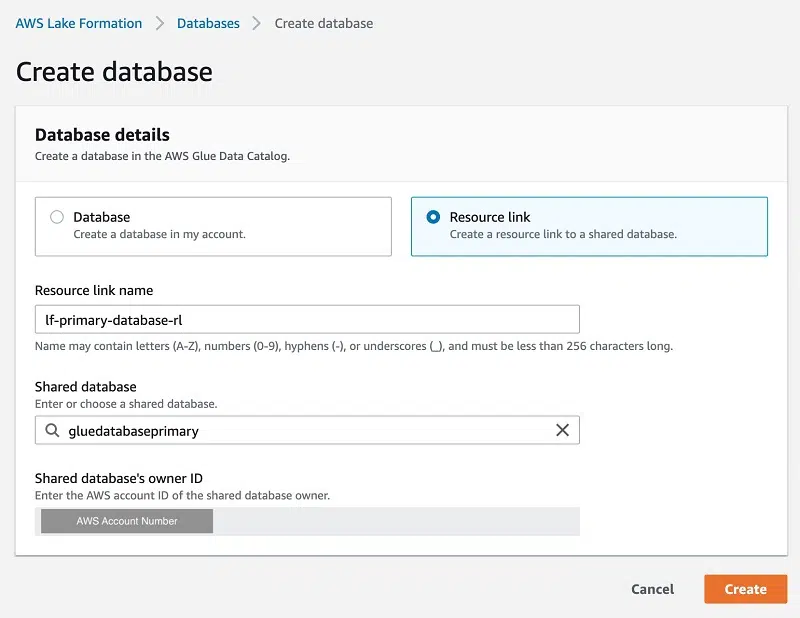 AWS Lake Formation > Databases > Create database
Create database
Database details
Create a database in the AWS Glue Data Catalog.
Database Resource link
Create a database in my account. Create a resource link to a shared database.
Resource link name
lf-primary-database-rl
Name may contain letters (A-Z), numbers (0-9), hyphens (-), or underscores (_), and must be less than 256 characters long.
Shared database
Enter or choose a shared database.
gluedatabaseprimary
Shared database's owner ID
Enter the AWS account ID of the shared database owner.
AWS Account Number
Cancel Create